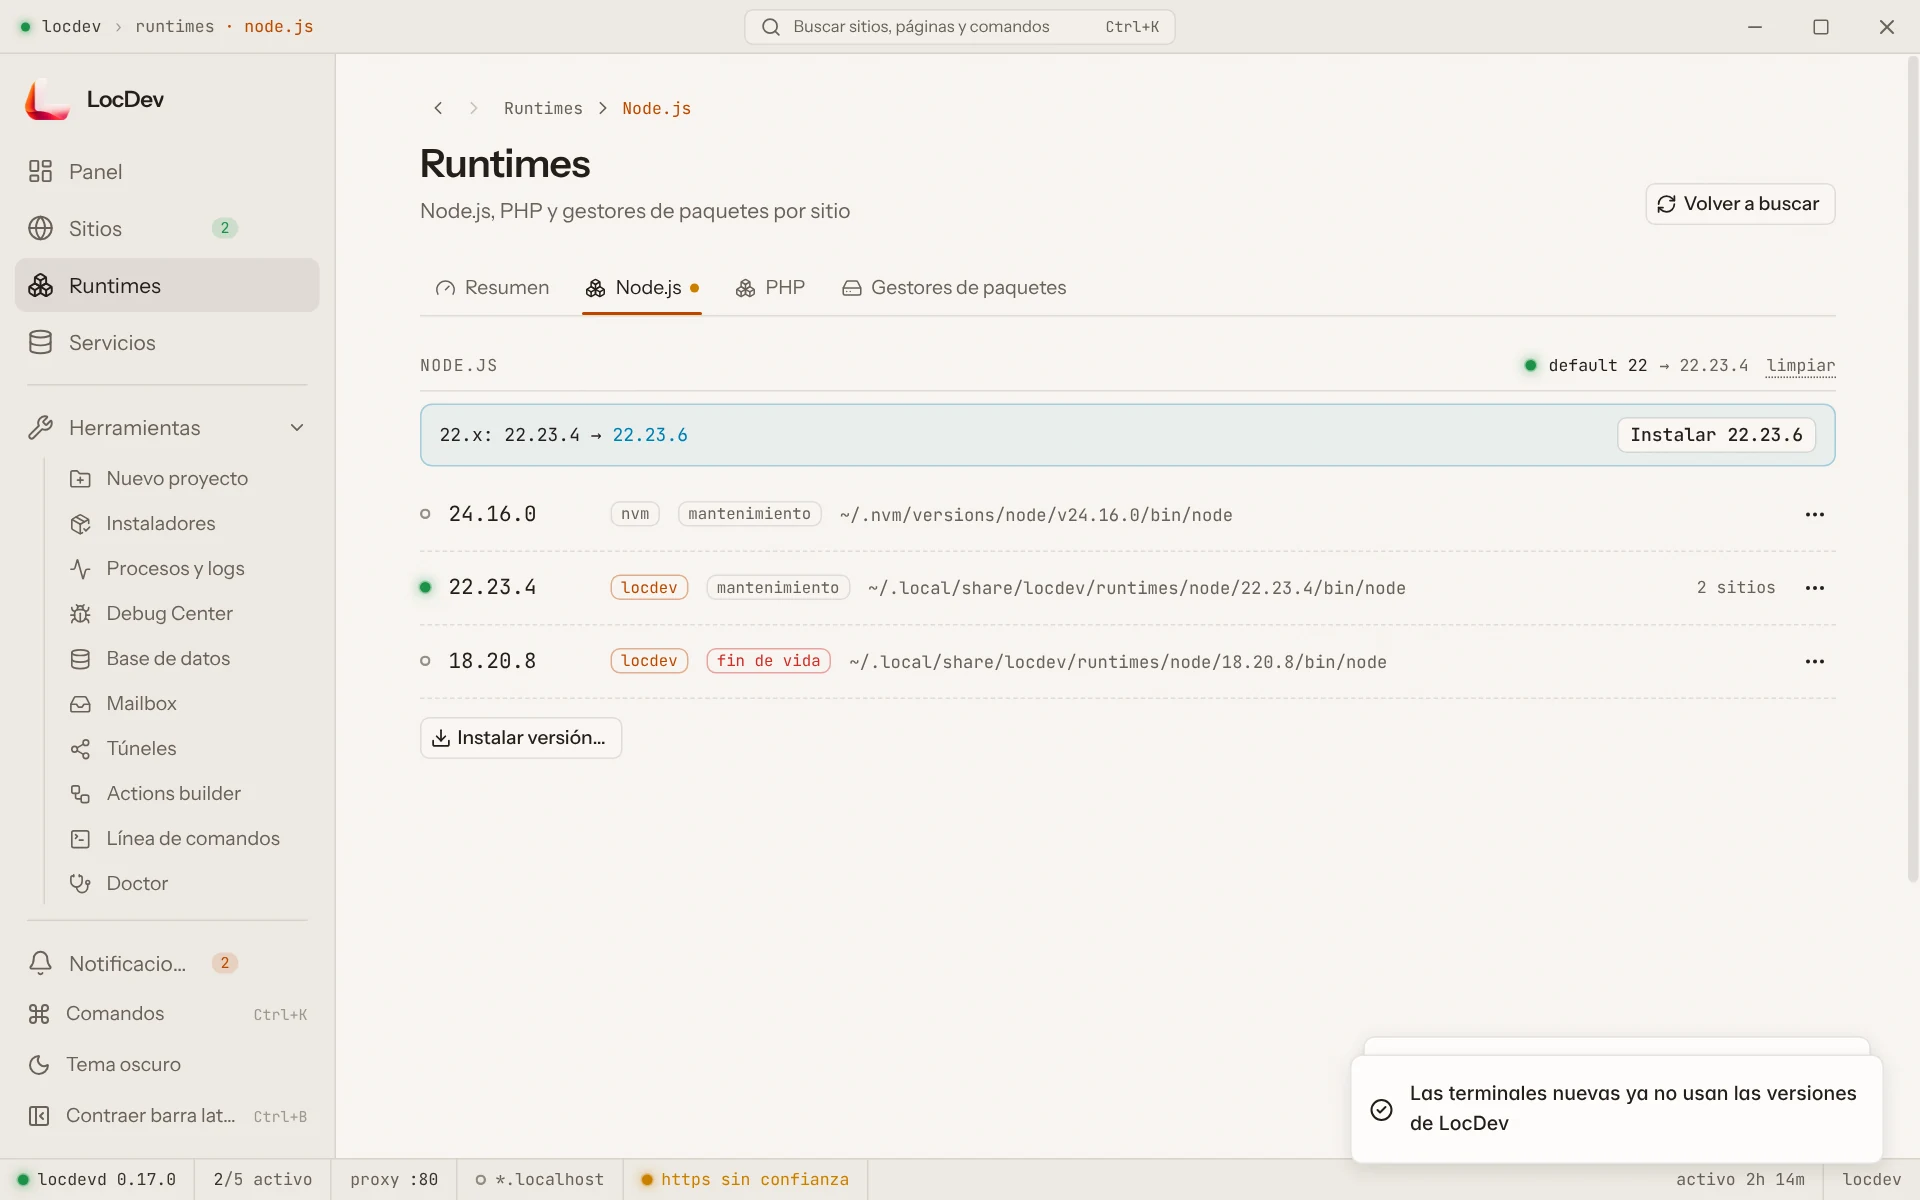 locdev › runtimes · node.js
Buscar sitios, páginas y comandos Ctrl+K
LocDev
Panel
Sitios 2
Runtimes
Servicios
Herramientas
Nuevo proyecto
Instaladores
Procesos y logs
Debug Center
Base de datos
Mailbox
Túneles
Actions builder
Línea de comandos
Doctor
Notificacio... 2
Comandos Ctrl+K
Tema oscuro
Contraer barra lat... Ctrl+B
Runtimes > Node.js
Runtimes
Node.js, PHP y gestores de paquetes por sitio
Volver a buscar
Resumen Node.js PHP Gestores de paquetes
NODE.JS default 22 → 22.23.4 limpiar
22.x: 22.23.4 → 22.23.6 Instalar 22.23.6
24.16.0 nvm mantenimiento ~/.nvm/versions/node/v24.16.0/bin/node
22.23.4 locdev mantenimiento ~/.local/share/locdev/runtimes/node/22.23.4/bin/node 2 sitios
18.20.8 locdev fin de vida ~/.local/share/locdev/runtimes/node/18.20.8/bin/node
Instalar versión...
Las terminales nuevas ya no usan las versiones
de LocDev
locdevd 0.17.0 2/5 activo proxy :80 *.localhost https sin confianza activo 2h 14m locdev